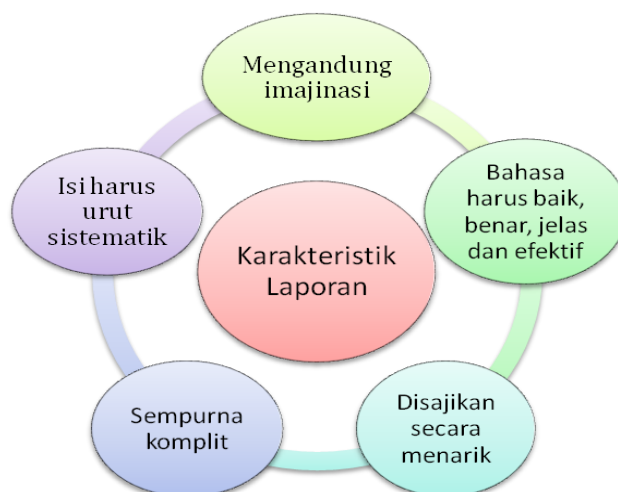 Mengandung
imajinasi
Bahasa
harus baik,
benar, jelas
dan efektif
Disajikan
secara
menarik
Sempurna
komplit
Isi harus
urut
sistematik
Karakteristik
Laporan